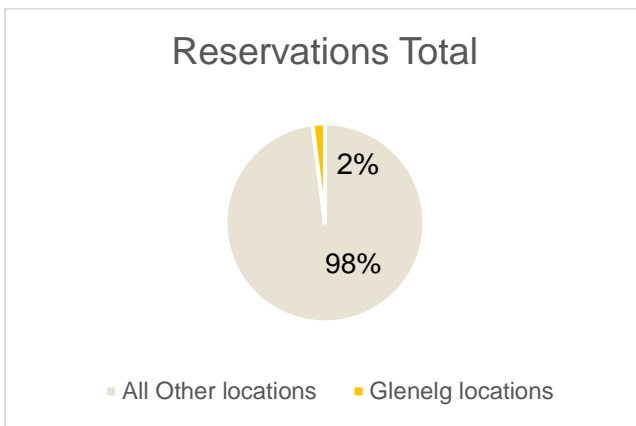 Reservations Total
2%
98%
All Other locations
Glenelg locations